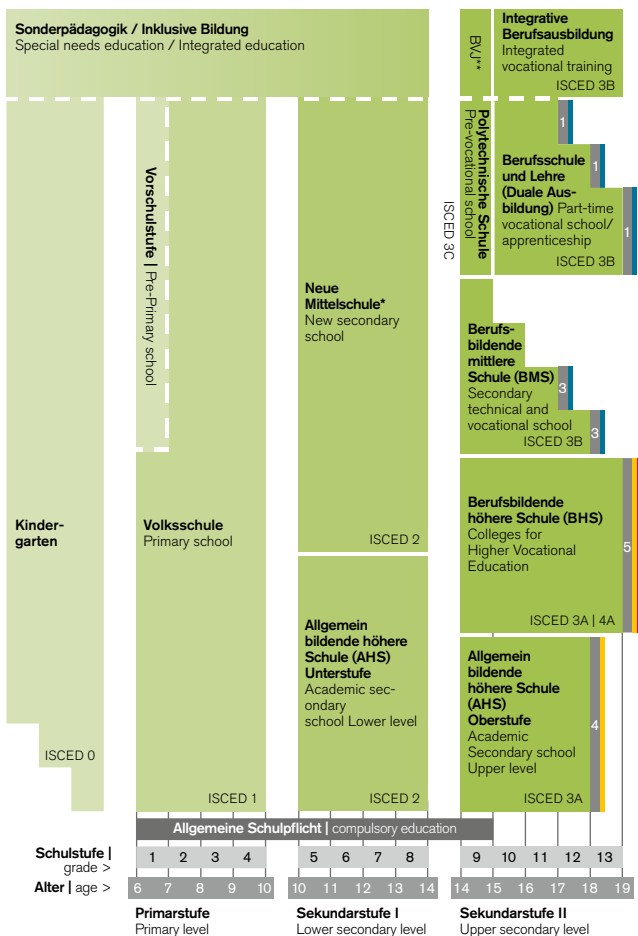 Sonderpädagogik / Inklusive Bildung
Special needs education / Integrated education
BVJ**
Integrative
Berufsausbildung
Integrated
vocational training
ISCED 3B
Vorschulstufe | Pre-Primary school
Polytechnische Schule
Pre-vocational school
ISCED 3C
1
1
1
Berufsschule
und Lehre
(Duale Aus-
bildung) Part-time
vocational school/
apprenticeship
ISCED 3B
Neue
Mittelschule*
New secondary
school
ISCED 2
Berufs-
bildende
mittlere
Schule (BMS)
Secondary
technical and
vocational school
ISCED 3B
3
3
Kinder-
garten
ISCED 0
Volksschule
Primary school
ISCED 1
Berufsbildende
höhere Schule (BHS)
Colleges for
Higher Vocational
Education
ISCED 3A | 4A
5
Allgemein
bildende höhere
Schule (AHS)
Unterstufe
Academic sec-
ondary
school Lower level
ISCED 2
Allgemein
bildende
höhere Schule
(AHS)
Oberstufe
Academic
Secondary school
Upper level
ISCED 3A
4
Allgemeine Schulpflicht | compulsory education
Schulstufe |
grade >
1 2 3 4 5 6 7 8 9 10 11 12 13
Alter | age >
6 7 8 9 10 10 11 12 13 14 14 15 16 17 18 19
Primarstufe
Primary level
Sekundarstufe I
Lower secondary level
Sekundarstufe II
Upper secondary level